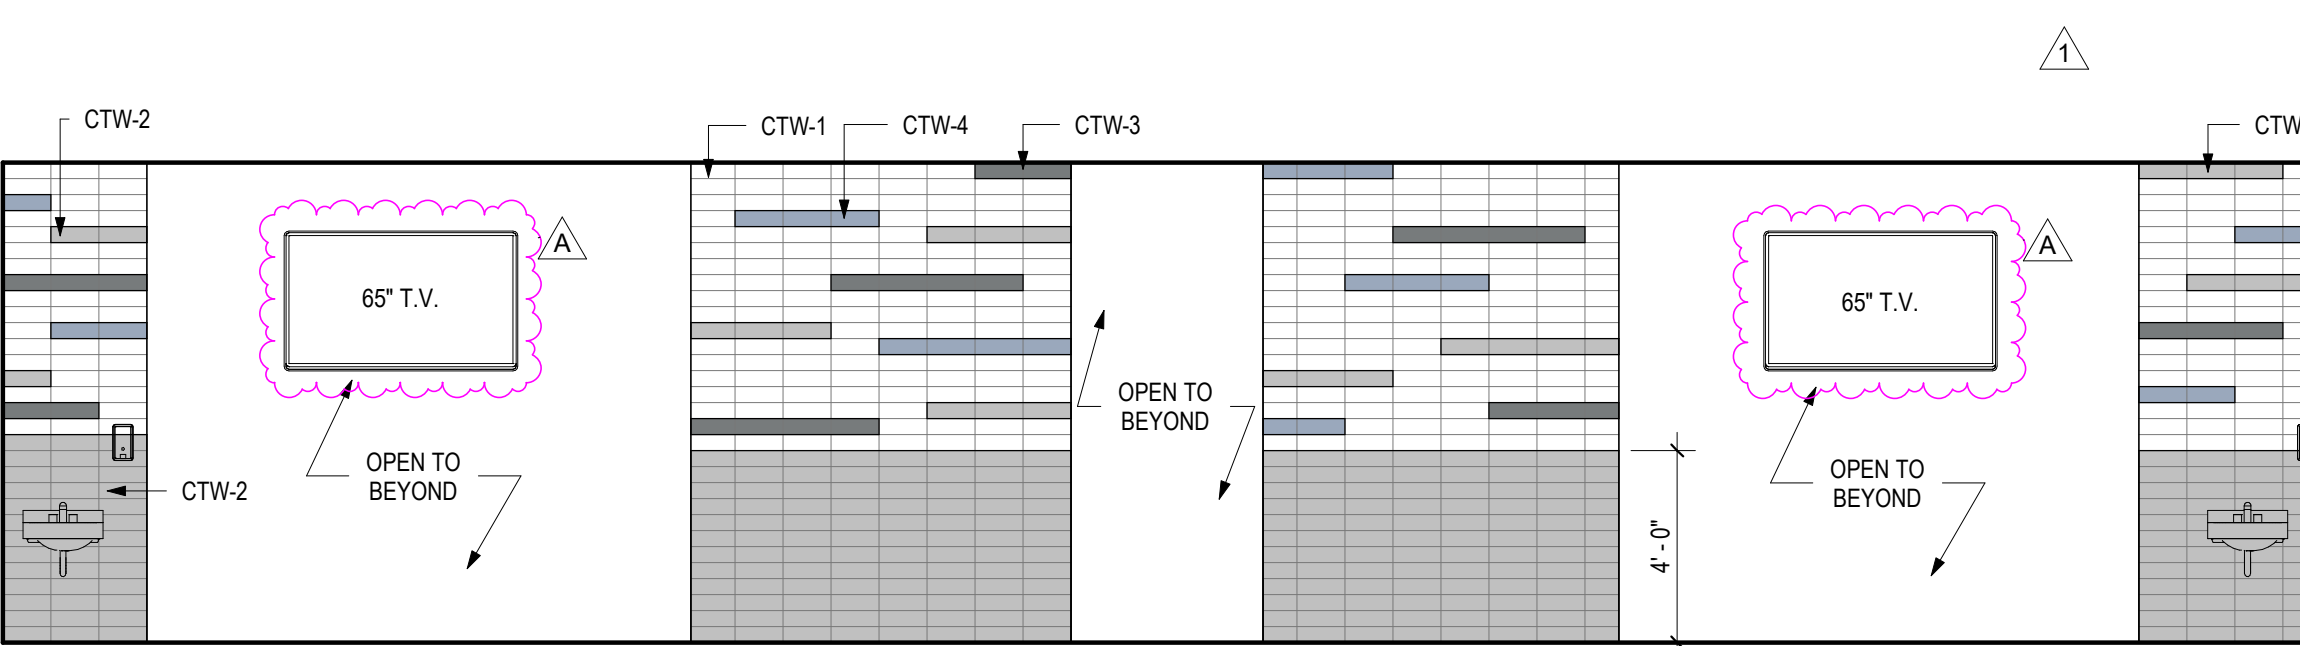 1
CTW-2
CTW-1
CTW-4
CTW-3
CTW
A
A
65" T.V.
65" T.V.
OPEN TO
BEYOND
OPEN TO
BEYOND
OPEN TO
BEYOND
CTW-2
4' - 0"